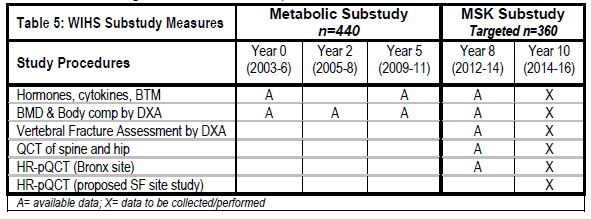 Table 5: WIHS Substudy Measures Metabolic Substudy MSK Substudy
n=440 Targeted n=360
Study Procedures Year 0 Year 2 Year 5 Year 8 Year 10
(2003-6) (2005-8) (2009-11) (2012-14) (2014-16)
Hormones, cytokines, BTM A A A X
BMD & Body comp by DXA A A A A X
Vertebral Fracture Assessment by DXA A X
QCT of spine and hip A X
HR-pQCT (Bronx site) A X
HR-pQCT (proposed SF site study) X
A= available data; X= data to be collected/performed